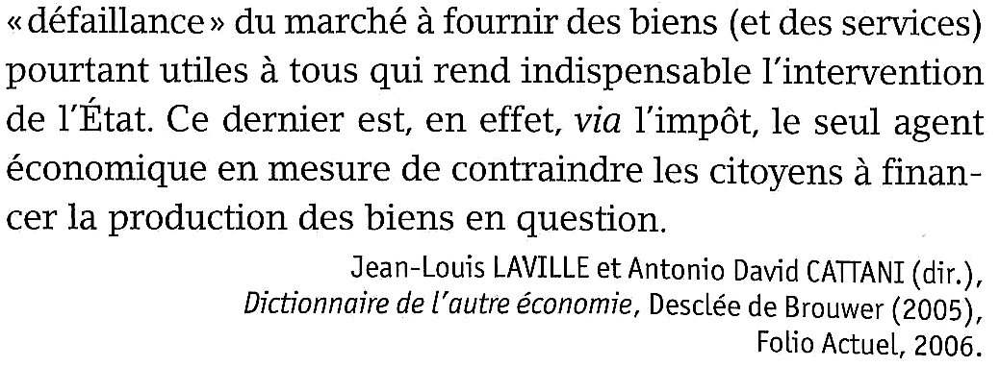 «défaillance» du marché à fournir des biens (et des services)
pourtant utiles à tous qui rend indispensable l'intervention
de l'État. Ce dernier est, en effet, via l'impôt, le seul agent
économique en mesure de contraindre les citoyens à finan-
cer la production des biens en question.
Jean-Louis LAVILLE et Antonio David CATTANI (dir.),
Dictionnaire de l'autre économie, Desclée de Brouwer (2005),
Folio Actuel, 2006.